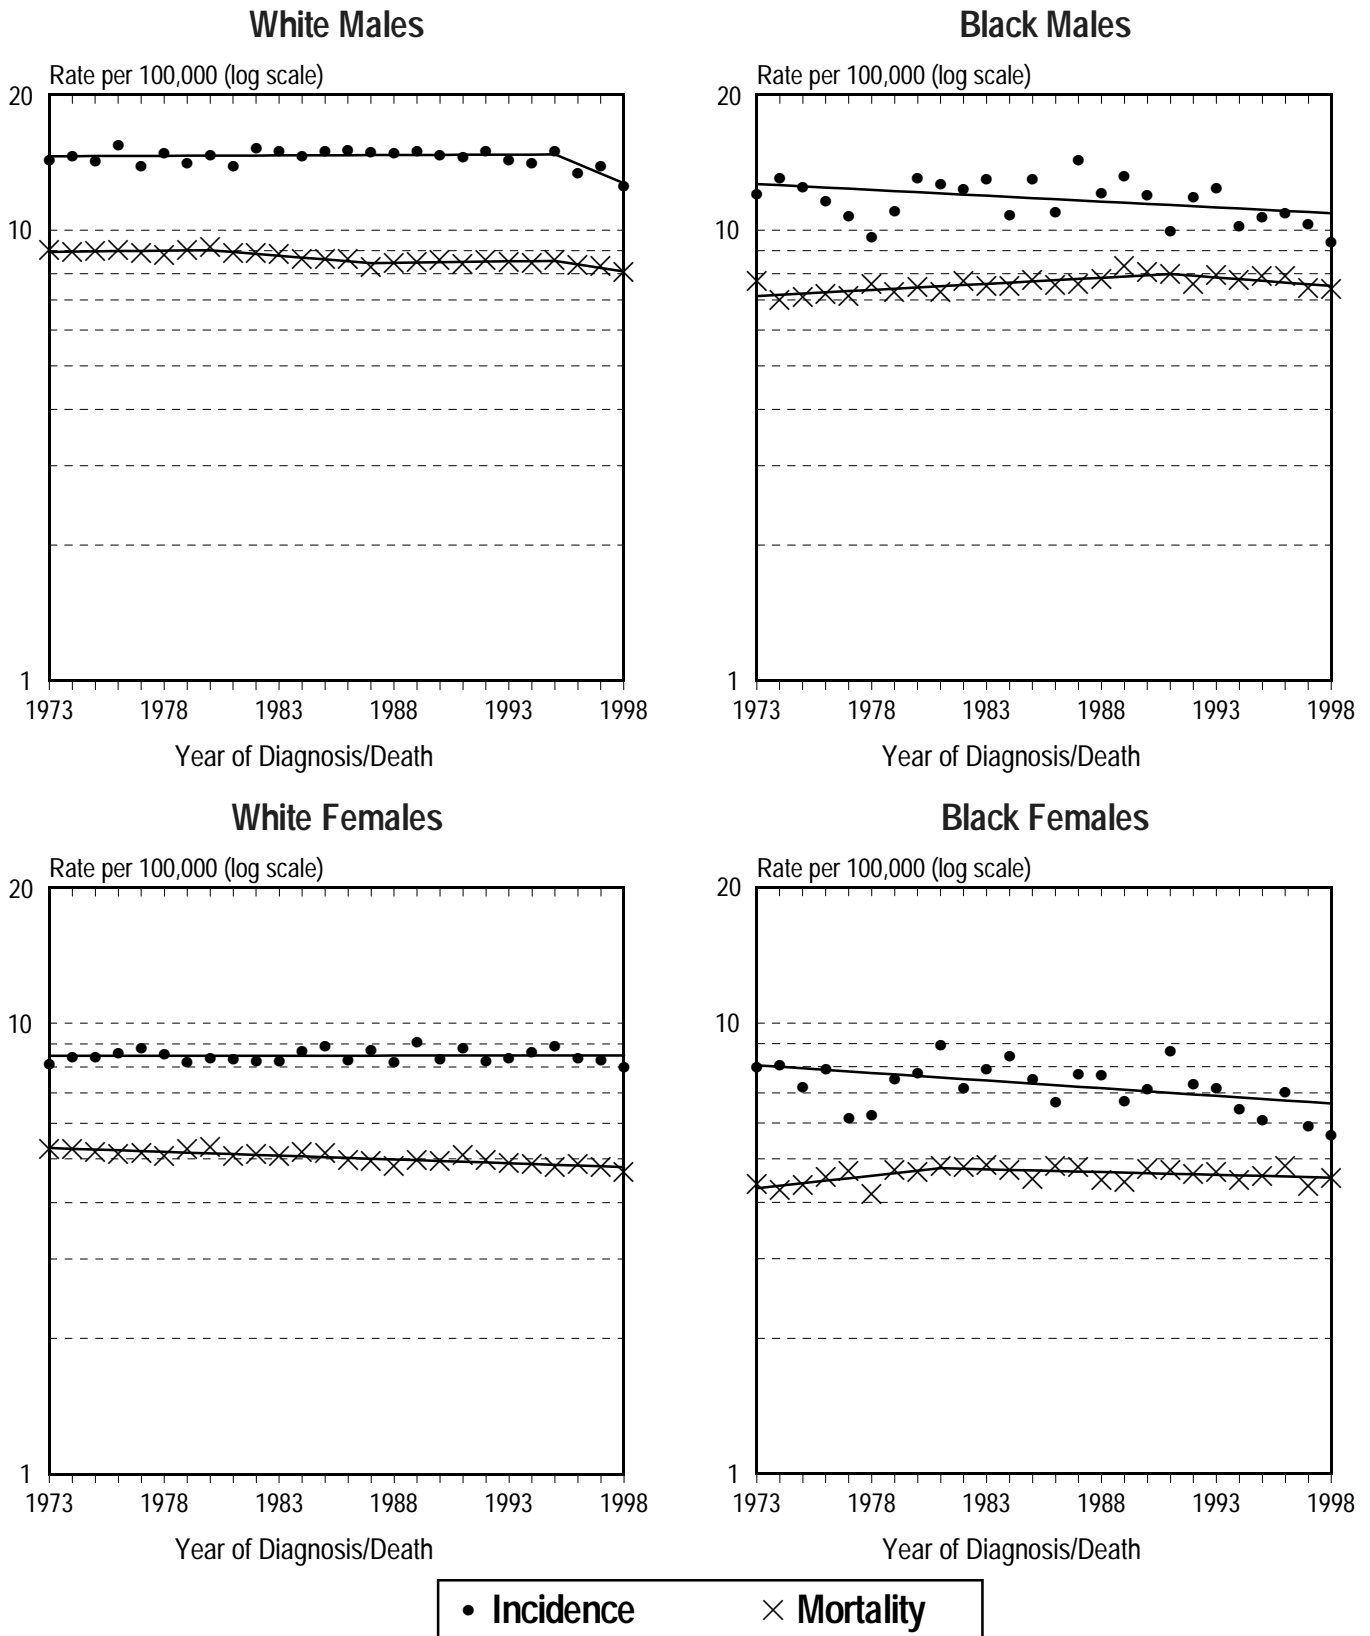 White Males
Rate per 100,000 (log scale)
20
10
1
1973 1978 1983 1988 1993 1998
Year of Diagnosis/Death
Black Males
Rate per 100,000 (log scale)
20
10
1
1973 1978 1983 1988 1993 1998
Year of Diagnosis/Death
White Females
Rate per 100,000 (log scale)
20
10
1
1973 1978 1983 1988 1993 1998
Year of Diagnosis/Death
Black Females
Rate per 100,000 (log scale)
20
10
1
1973 1978 1983 1988 1993 1998
Year of Diagnosis/Death
Incidence Mortality